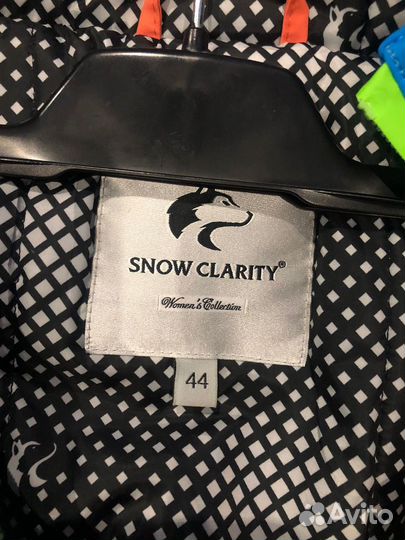 SNOW CLARITY®
Women's Collection
44
Avito